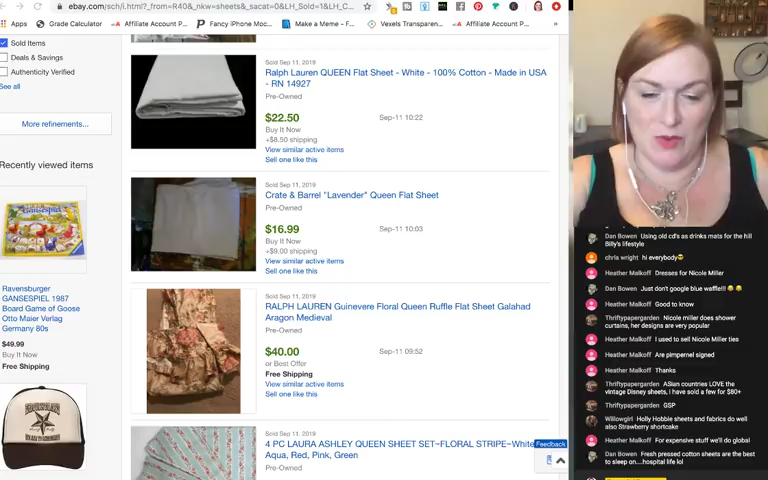 ebay.com/sch/i.html?_from=R40&_nkw=sheets&_sacat=0&LH_Sold=1&LH_C...
Apps
Grade Calculator
Affiliate Account P...
Fancy iPhone Moc...
Make a Meme - F...
Vexels Transparen...
Affiliate Account P...
Sold Items
Deals & Savings
Authenticity Verified
See all
More refinements...
Recently viewed items
Ravensburger
GANSESPIEL 1987
Board Game of Goose
Otto Maier Verlag
Germany 80s
$49.99
Buy It Now
Free Shipping
Sold Sep 11, 2019
Ralph Lauren QUEEN Flat Sheet - White - 100% Cotton - Made in USA
- RN 14927
Pre-Owned
$22.50
Sep-11 10:22
Buy It Now
+$8.50 shipping
View similar active items
Sell one like this
Sold Sep 11, 2019
Crate & Barrel "Lavender" Queen Flat Sheet
Pre-Owned
$16.99
Sep-11 10:03
Buy It Now
+$9.00 shipping
View similar active items
Sell one like this
Sold Sep 11, 2019
RALPH LAUREN Guinevere Floral Queen Ruffle Flat Sheet Galahad
Aragon Medieval
Pre-Owned
$40.00
Sep-11 09:52
or Best Offer
Free Shipping
View similar active items
Sell one like this
Sold Sep 11, 2019
4 PC LAURA ASHLEY QUEEN SHEET SET~FLORAL STRIPE~White
Aqua, Red, Pink, Green
Pre-Owned
Feedback
Dan Bowen Using old cd's as drinks mats for the hill
Billy's lifestyle
chris wright hi everybody
Heather Malkoff Dresses for Nicole Miller
Dan Bowen Just don't google blue waffle!!!
Heather Malkoff Good to know
Thriftypapergarden Nicole miller does shower
curtains, her designs are very popular
Heather Malkoff I used to sell Nicole Miller ties
Heather Malkoff Are pimpernel signed
Heather Malkoff Thanks
Thriftypapergarden ASian countries LOVE the
vintage Disney sheets, i have sold a few for $80+
Thriftypapergarden GSP
Willowgirl Holly Hobbie sheets and fabrics do well
also Strawberry shortcake
Heather Malkoff For expensive stuff we'll do global
Dan Bowen Fresh pressed cotton sheets are the best
to sleep on....hospital life lol